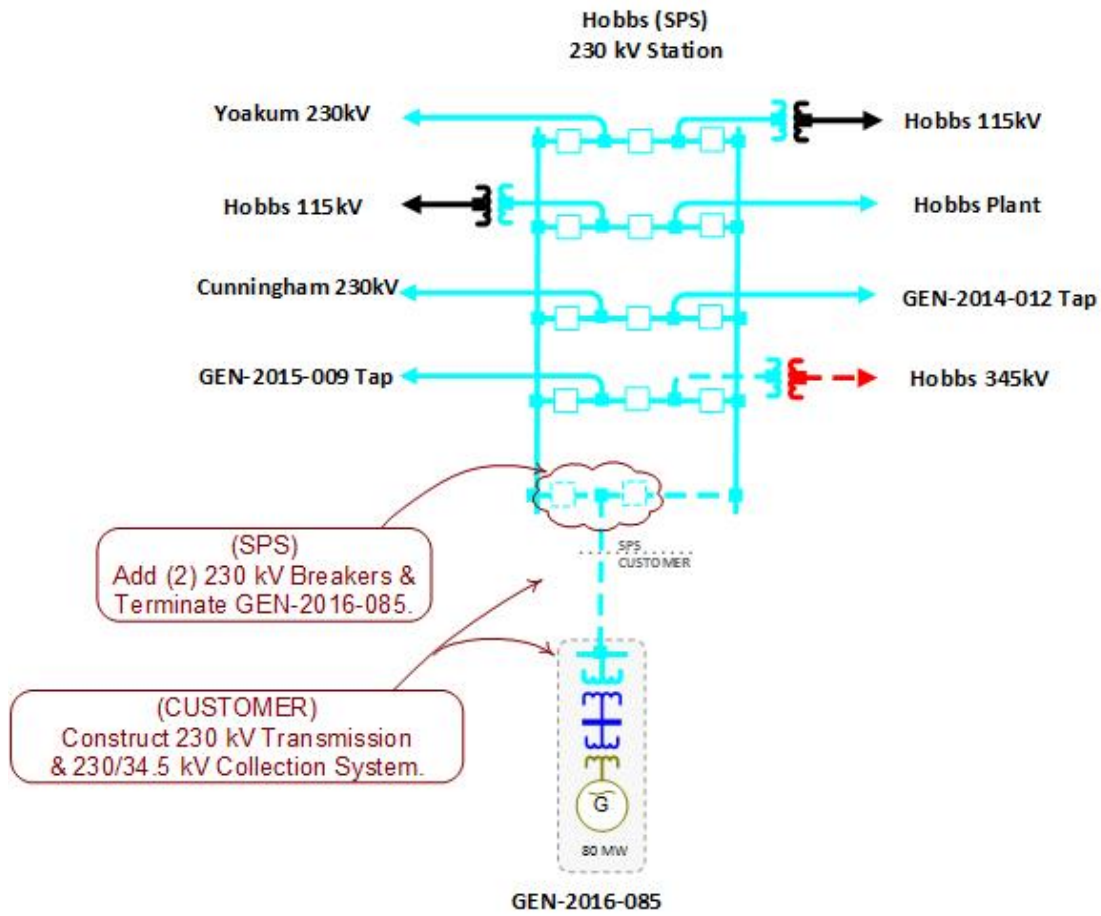 Hobbs (SPS)
230 kV Station
Yoakum 230kV
Hobbs 115kV
Hobbs 115kV
Hobbs Plant
Cunningham 230kV
GEN-2014-012 Tap
GEN-2015-009 Tap
Hobbs 345kV
(SPS)
Add (2) 230 kV Breakers &
Terminate GEN-2016-085.
SPS
CUSTOMER
(CUSTOMER)
Construct 230 kV Transmission
& 230/34.5 kV Collection System.
G
80 MW
GEN-2016-085